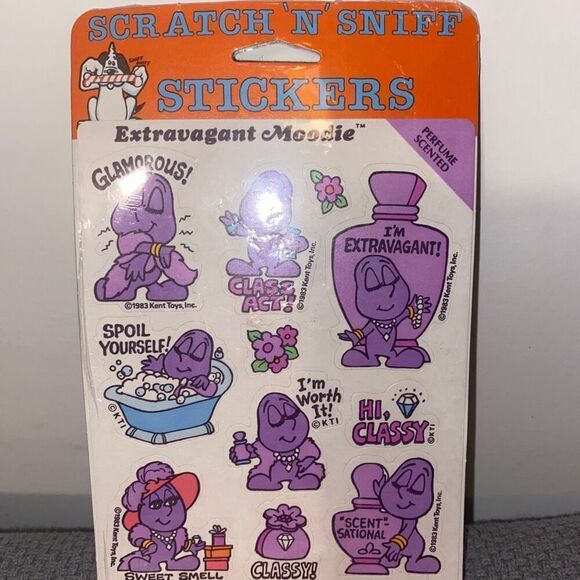 SCRATCH 'N' SNIFF
SNIFF
STICKERS
Extravagant Moodie™
PERFUME
SCENTED
GLAMOROUS!
©1983 Kent Toys, Inc.
CLASS
ACT!
©1983 Kent Toys, Inc.
I'M
EXTRAVAGANT!
©1983 Kent Toys, Inc.
SPOIL
YOURSELF!
©KTI
I'm
Worth
It!
©KTI
HI,
CLASSY
©KTI
©1983 Kent Toys, Inc.
SWEET SMELL
CLASSY!
"SCENT"
SATIONAL
©1983 Kent Toys, Inc.